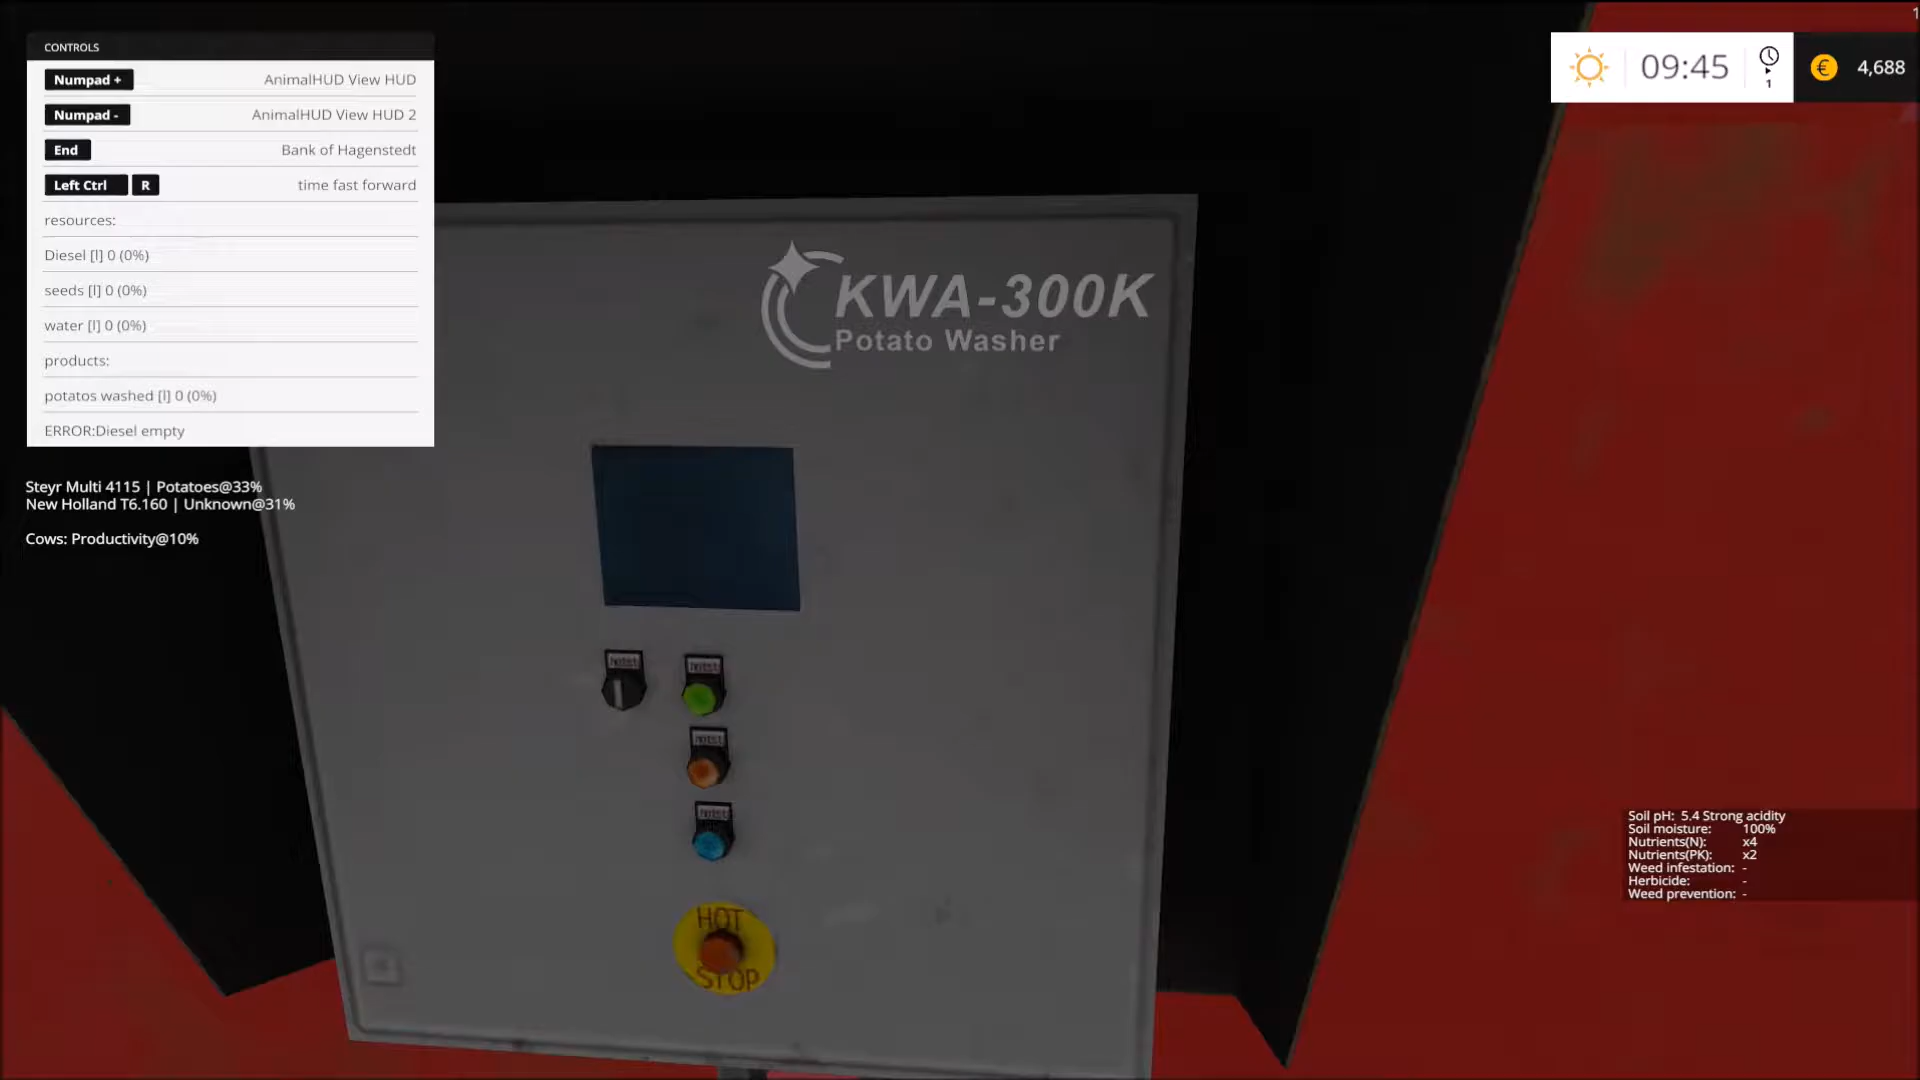 CONTROLS
Numpad + AnimalHUD View HUD
Numpad - AnimalHUD View HUD 2
End Bank of Hagenstedt
Left Ctrl R time fast forward
resources:
Diesel [l] 0 (0%)
seeds [l] 0 (0%)
water [l] 0 (0%)
products:
potatos washed [l] 0 (0%)
ERROR:Diesel empty
Steyr Multi 4115 | Potatoes@33%
New Holland T6.160 | Unknown@31%
Cows: Productivity@10%
1
09:45
1
4,688
KWA-300K
Potato Washer
HOT
STOP
Soil pH: 5.4 Strong acidity
Soil moisture: 100%
Nutrients(N): x4
Nutrients(PK): x2
Weed infestation: -
Herbicide: -
Weed prevention: -